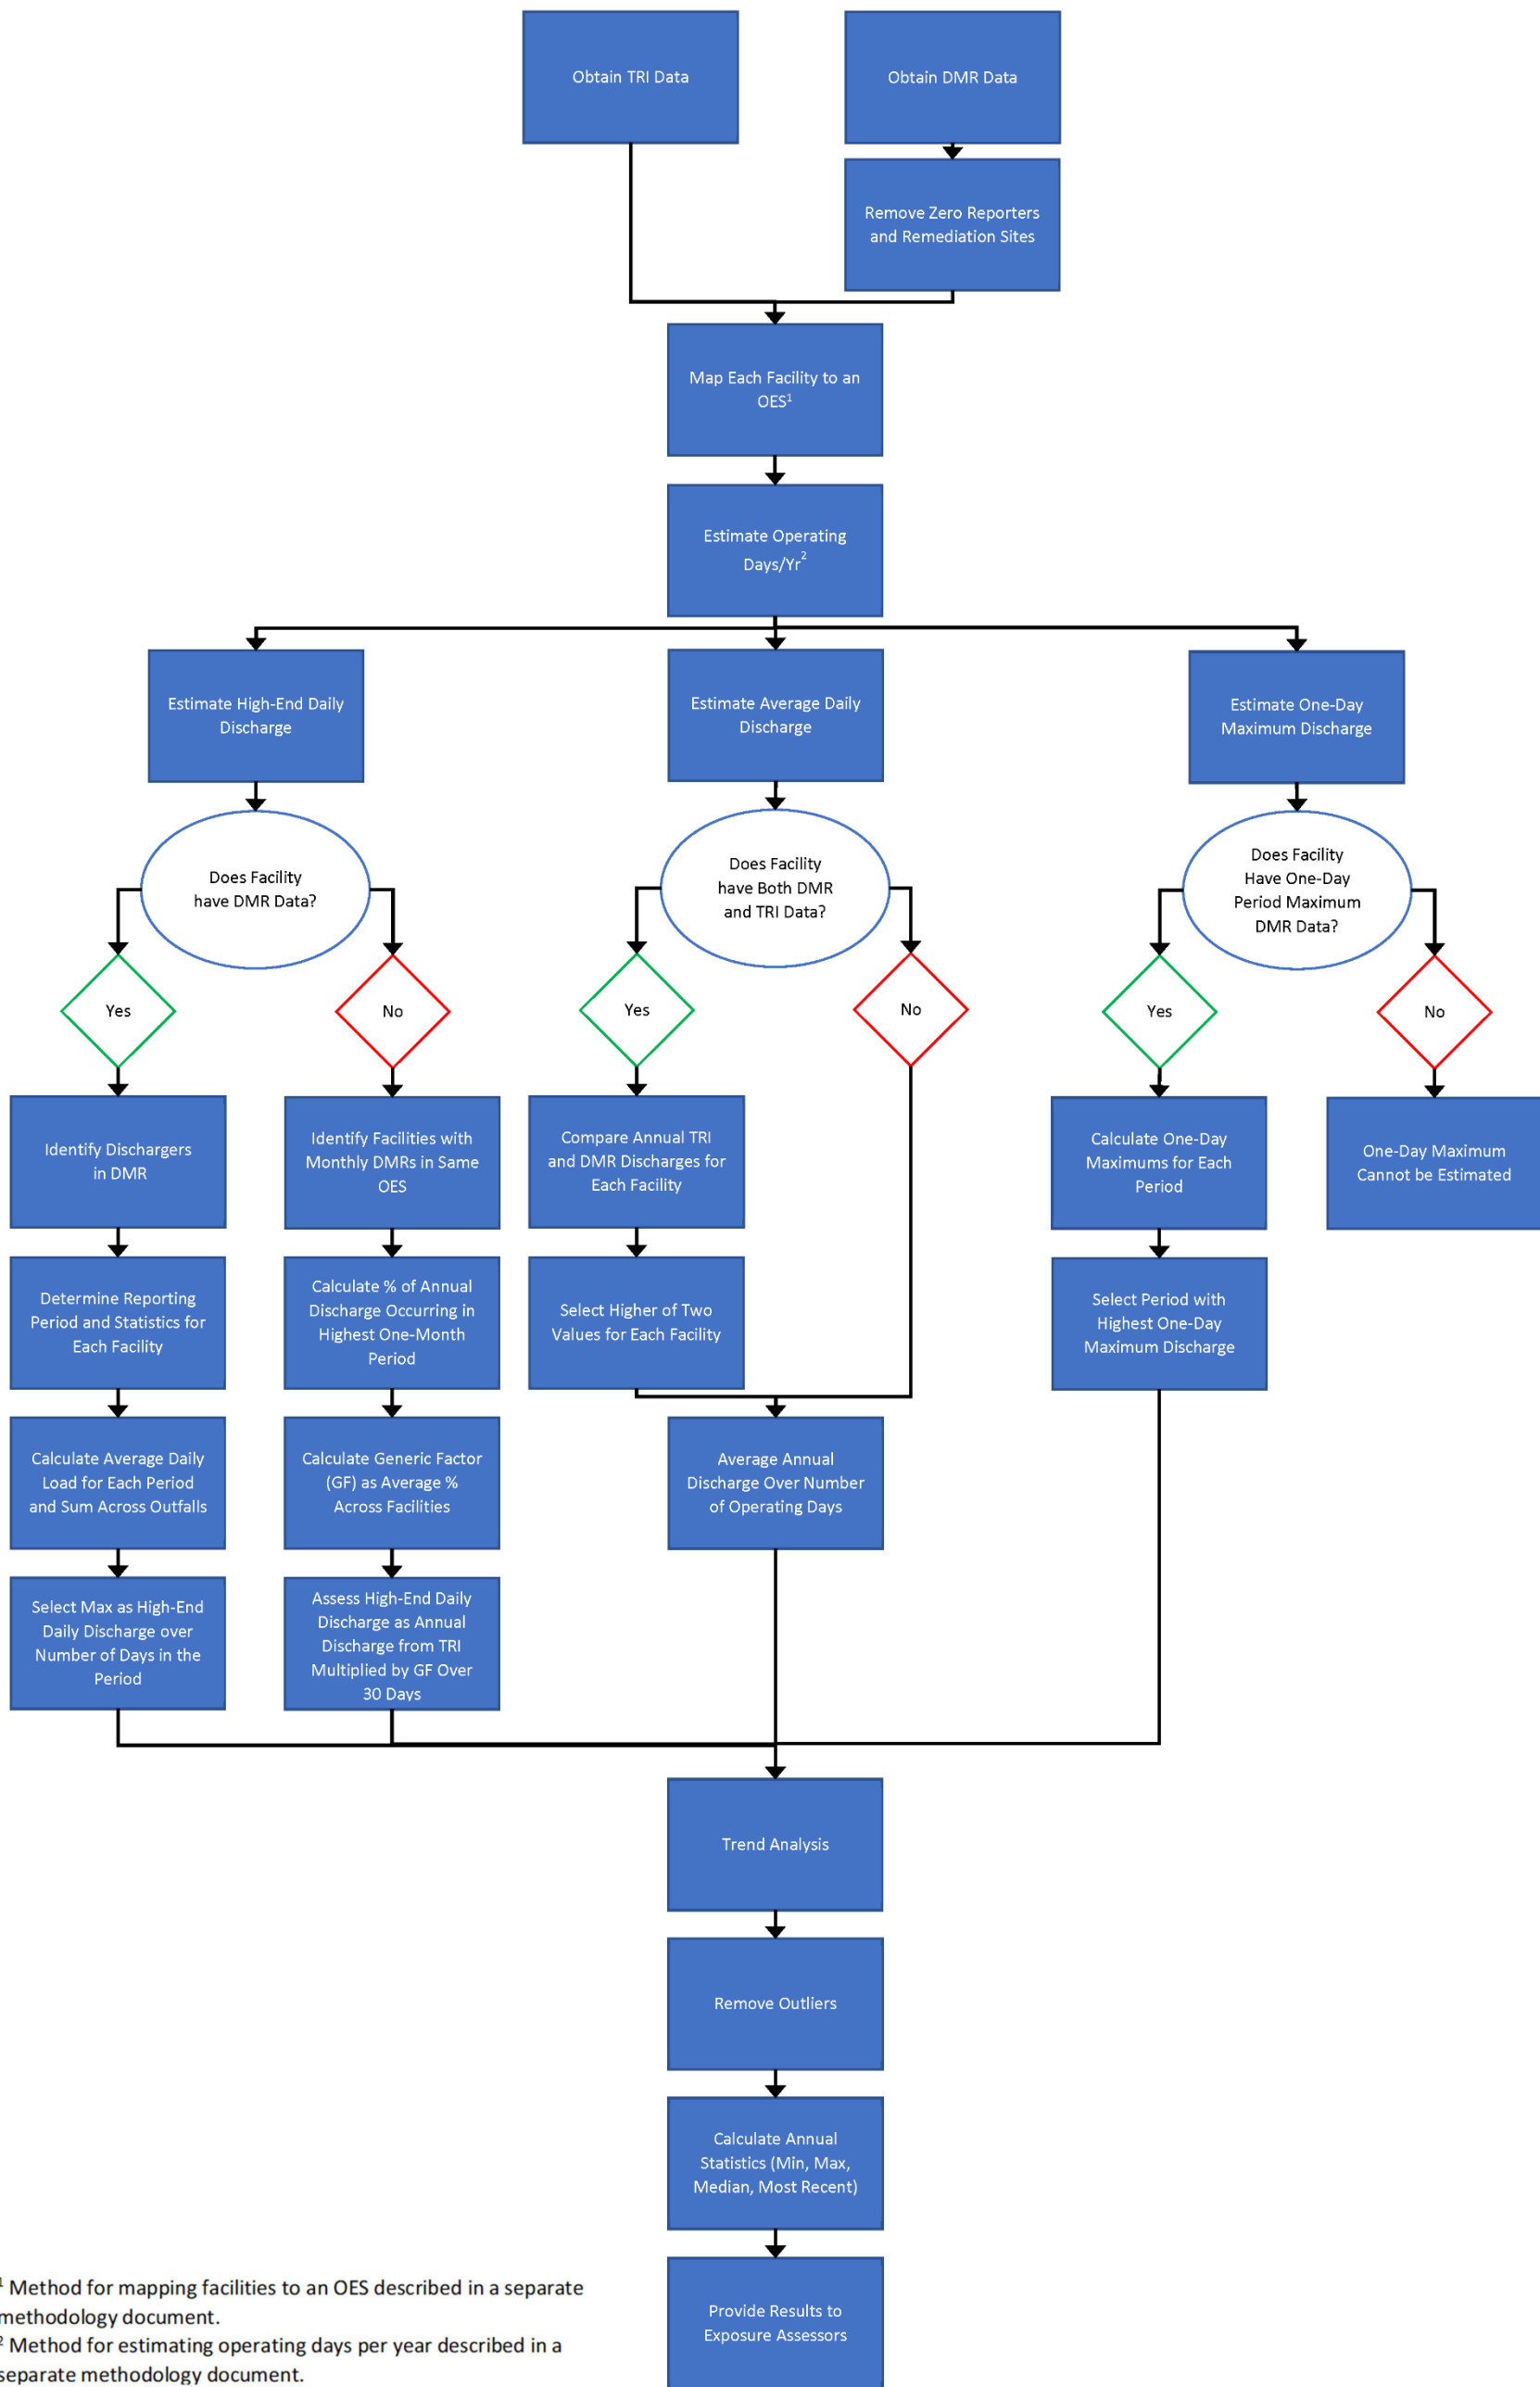 Obtain TRI Data
Obtain DMR Data
Remove Zero Reporters
and Remediation Sites
Map Each Facility to an
OES¹
Estimate Operating
Days/Yr²
Estimate High-End Daily
Discharge
Estimate Average Daily
Discharge
Estimate One-Day
Maximum Discharge
Does Facility
have DMR Data?
Does Facility
have Both DMR
and TRI Data?
Does Facility
Have One-Day
Period Maximum
DMR Data?
Yes
No
Yes
No
Yes
No
Identify Dischargers
in DMR
Identify Facilities with
Monthly DMRs in Same
OES
Compare Annual TRI
and DMR Discharges for
Each Facility
Calculate One-Day
Maximums for Each
Period
One-Day Maximum
Cannot be Estimated
Determine Reporting
Period and Statistics for
Each Facility
Calculate % of Annual
Discharge Occurring in
Highest One-Month
Period
Select Higher of Two
Values for Each Facility
Select Period with
Highest One-Day
Maximum Discharge
Calculate Average Daily
Load for Each Period
and Sum Across Outfalls
Calculate Generic Factor
(GF) as Average %
Across Facilities
Average Annual
Discharge Over Number
of Operating Days
Select Max as High-End
Daily Discharge over
Number of Days in the
Period
Assess High-End Daily
Discharge as Annual
Discharge from TRI
Multiplied by GF Over
30 Days
Trend Analysis
Remove Outliers
Calculate Annual
Statistics (Min, Max,
Median, Most Recent)
Provide Results to
Exposure Assessors
¹ Method for mapping facilities to an OES described in a separate
methodology document.
² Method for estimating operating days per year described in a
separate methodology document.